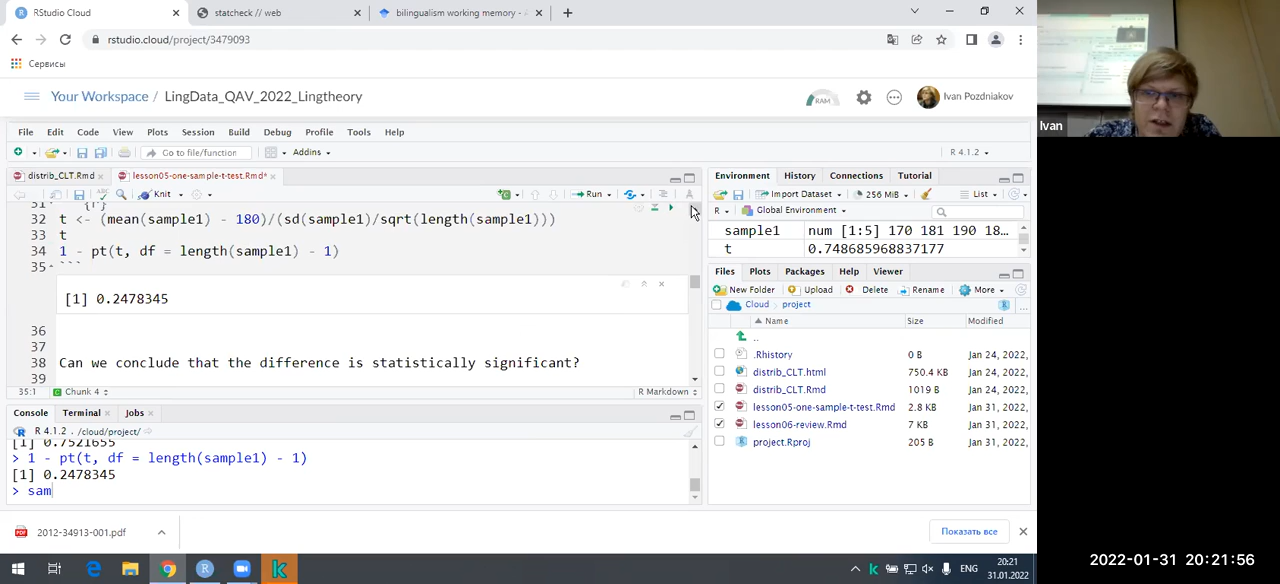 RStudio Cloud
statcheck // web
bilingualism working memory - 
rstudio.cloud/project/3479093
Сервисы
Your Workspace / LingData_QAV_2022_Lingtheory
RAM
Ivan Pozdniakov
File Edit Code View Plots Session Build Debug Profile Tools Help
Go to file/function
Addins
R 4.1.2
distrib_CLT.Rmd
lesson05-one-sample-t-test.Rmd*
Knit
Run
31 {r}
32 t <- (mean(sample1) - 180)/(sd(sample1)/sqrt(length(sample1)))
33 t
34 1 - pt(t, df = length(sample1) - 1)
35 ```
[1] 0.2478345
36
37
38 Can we conclude that the difference is statistically significant?
39
35:1 Chunk 4 R Markdown
Console Terminal Jobs
R 4.1.2 . /cloud/project/
[1] 0.7521655
> 1 - pt(t, df = length(sample1) - 1)
[1] 0.2478345
> sam
Environment History Connections Tutorial
Import Dataset 256 MiB List
R Global Environment
sample1 num [1:5] 170 181 190 18...
t 0.748685968837177
Files Plots Packages Help Viewer
New Folder Upload Delete Rename More
Cloud project ...
Name Size Modified
..
.Rhistory 0 B Jan 24, 2022,
distrib_CLT.html 750.4 KB Jan 24, 2022,
distrib_CLT.Rmd 1019 B Jan 24, 2022,
lesson05-one-sample-t-test.Rmd 2.8 KB Jan 31, 2022,
lesson06-review.Rmd 7 KB Jan 31, 2022,
project.Rproj 205 B Jan 31, 2022,
2012-34913-001.pdf
Показать все
ENG
20:21
31.01.2022
Ivan
2022-01-31 20:21:56